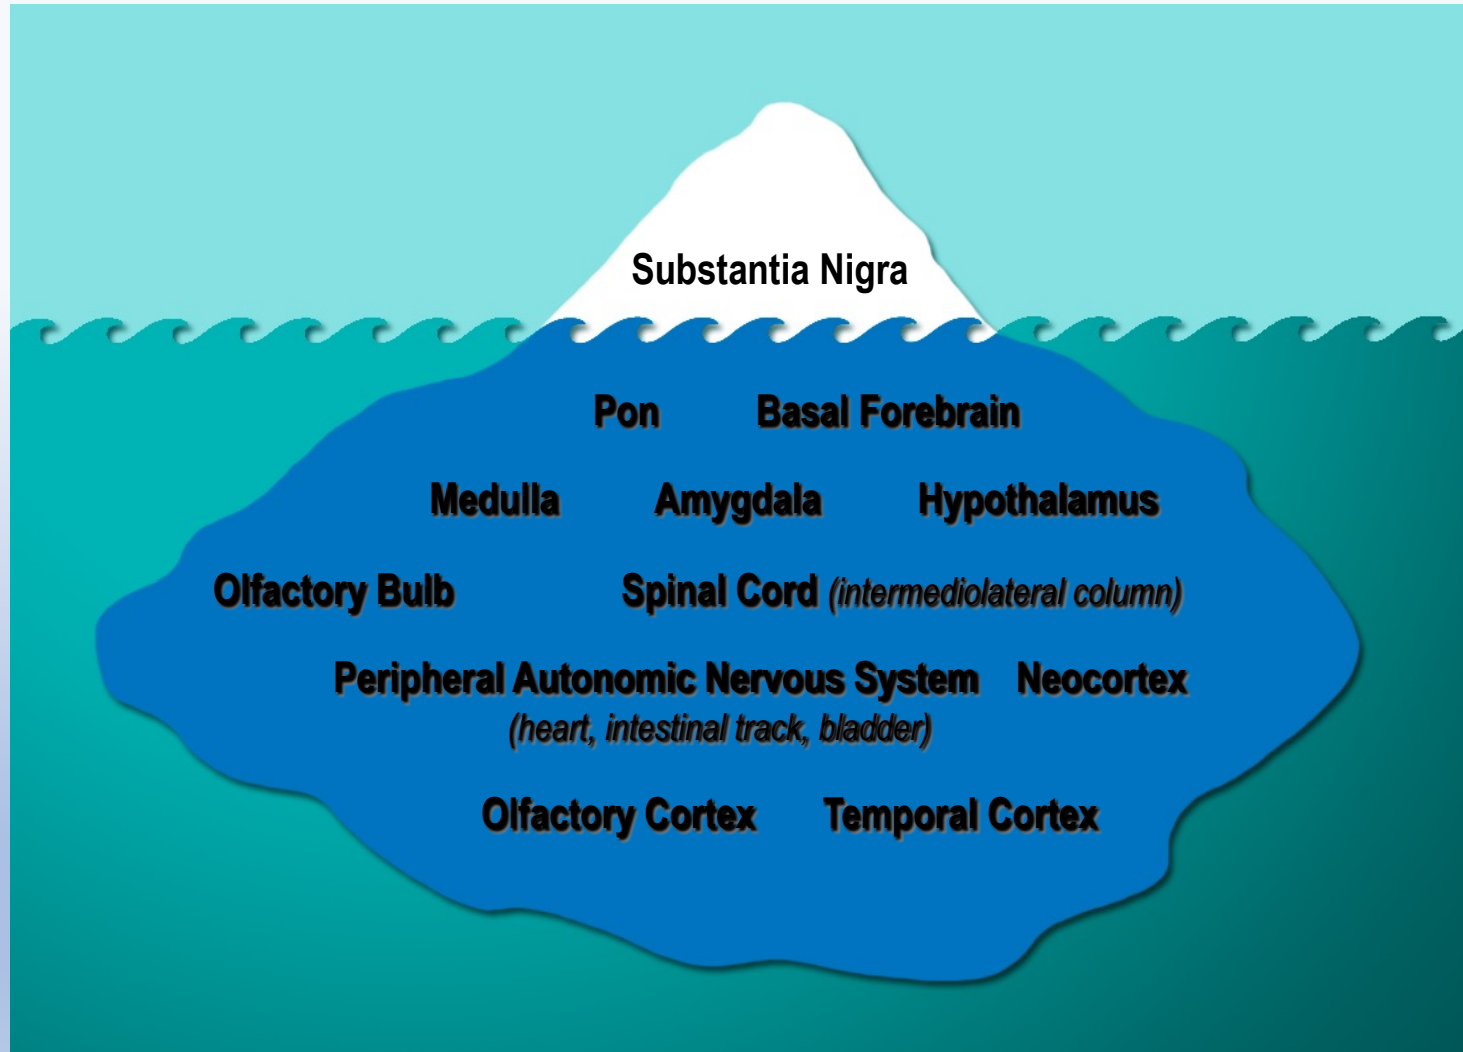 Substantia Nigra
Pon Basal Forebrain
Medulla Amygdala Hypothalamus
Olfactory Bulb Spinal Cord (intermediolateral column)
Peripheral Autonomic Nervous System Neocortex
(heart, intestinal track, bladder)
Olfactory Cortex Temporal Cortex